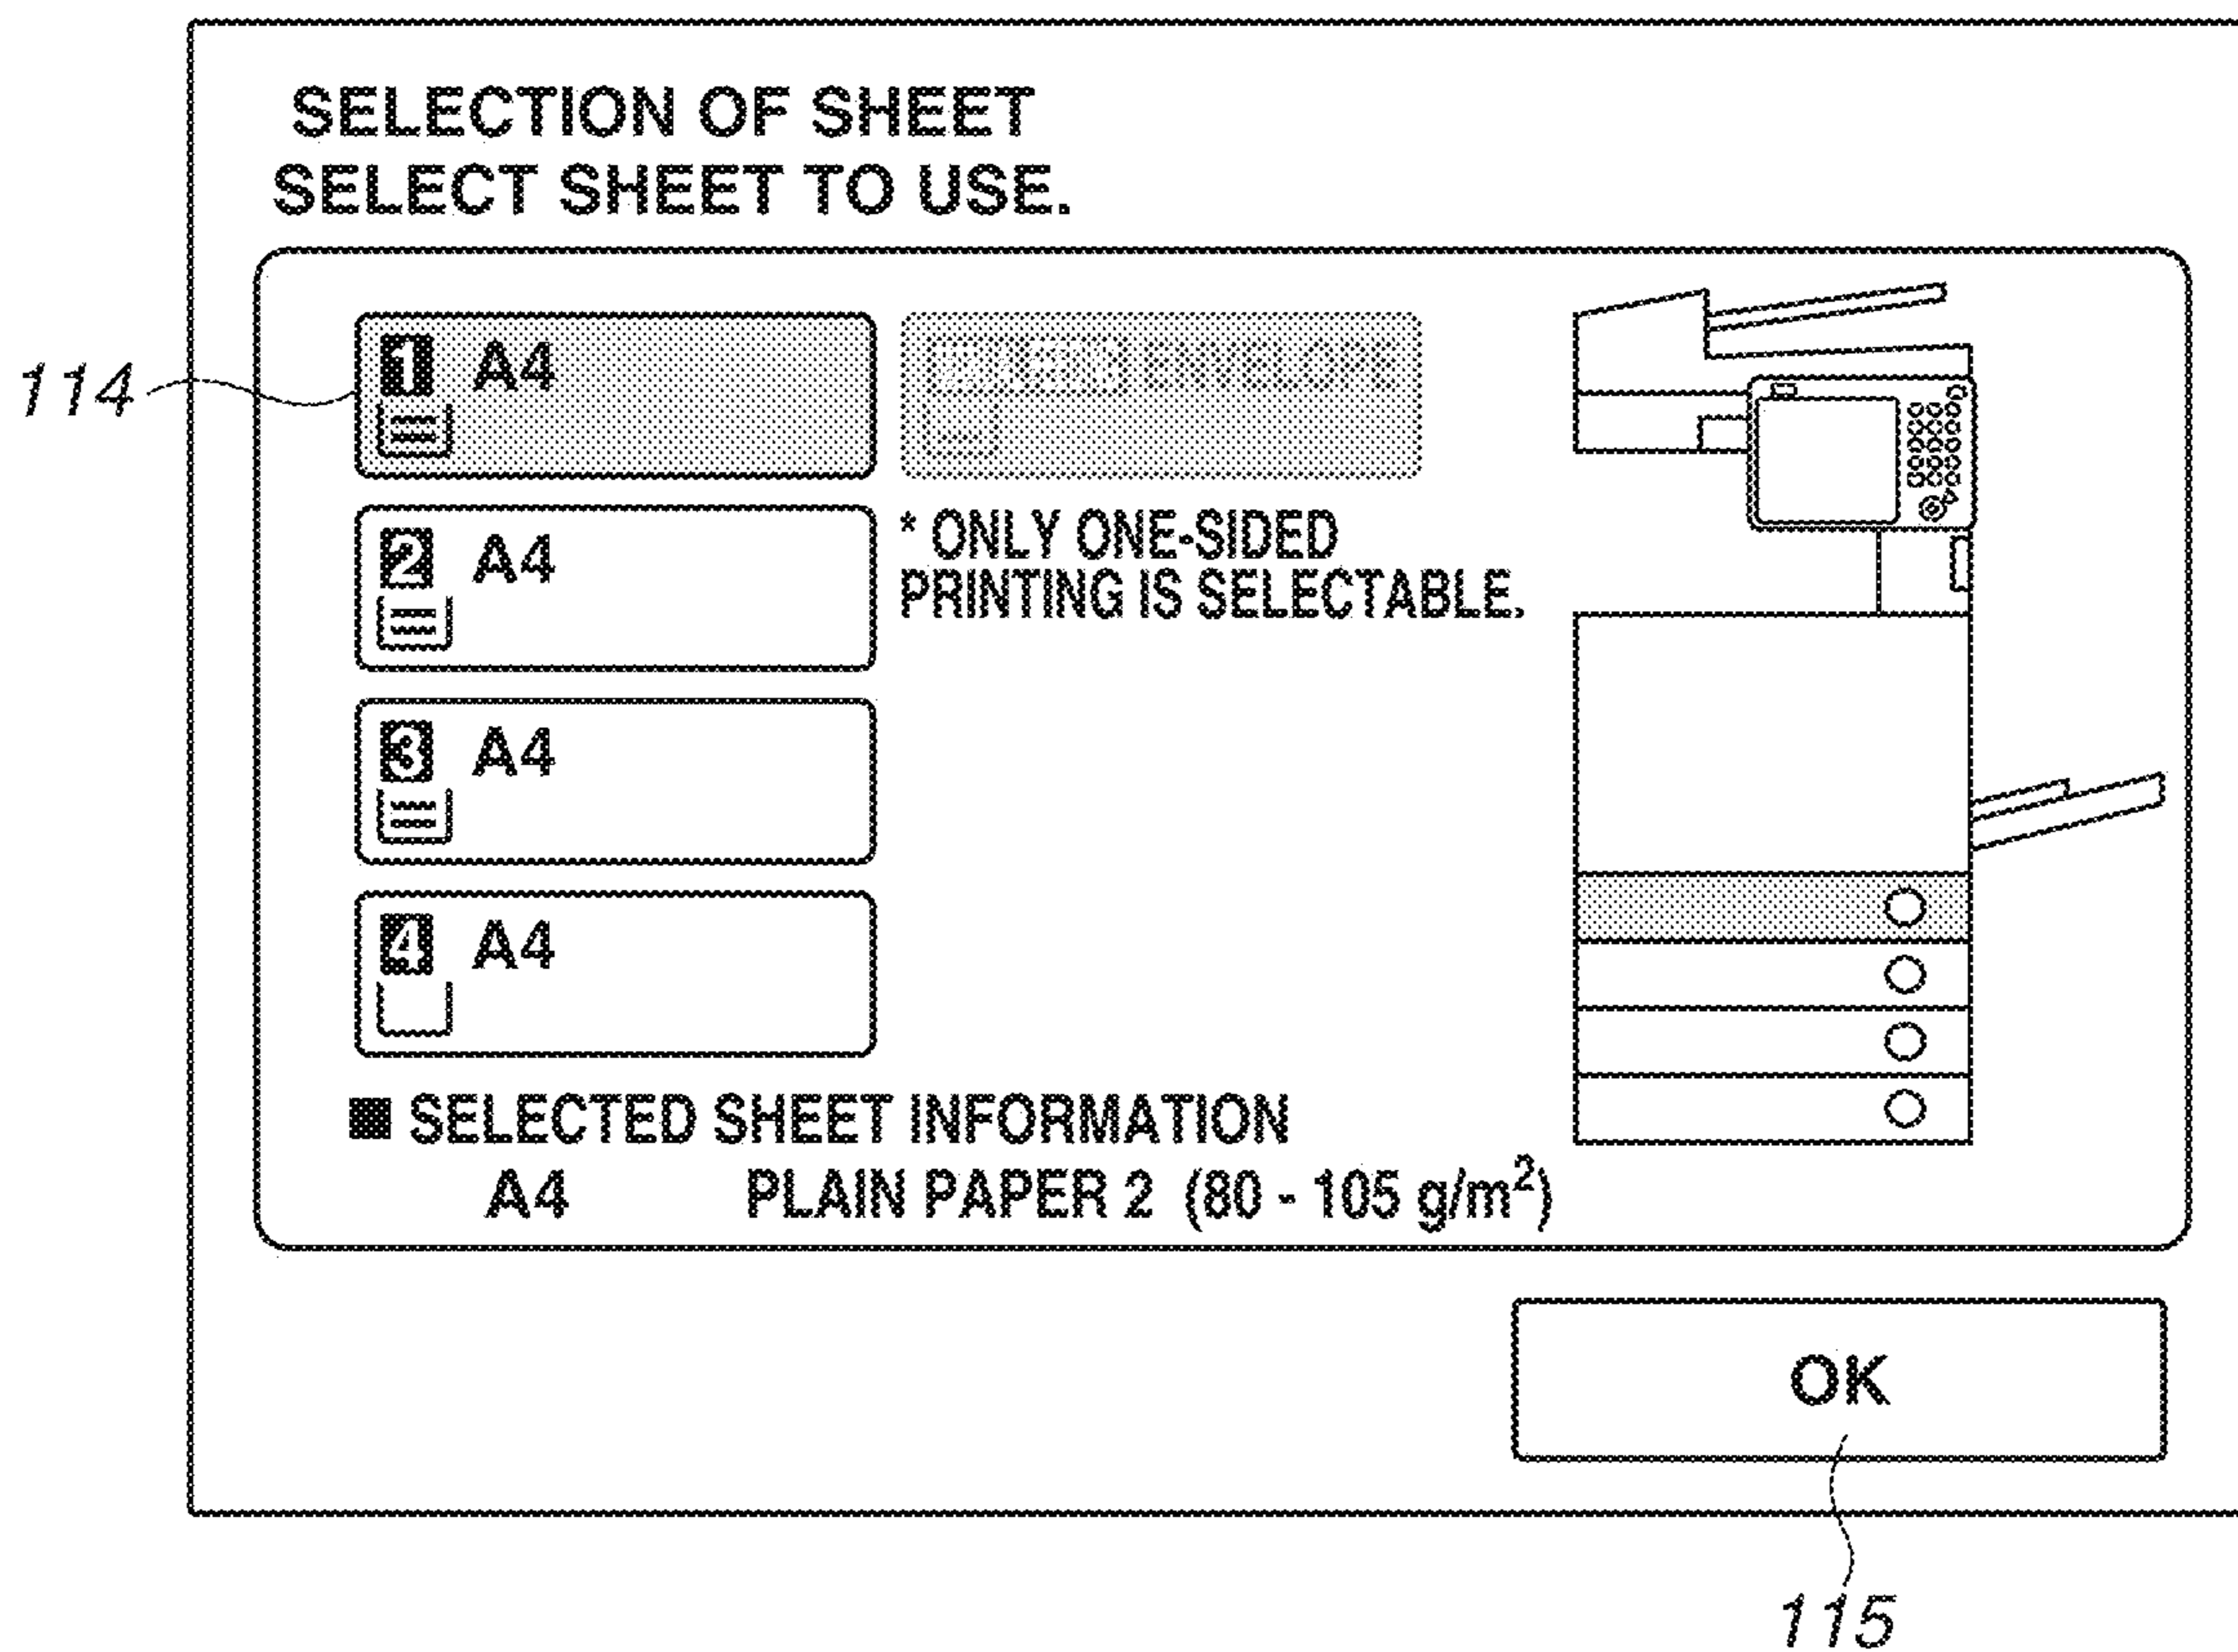 SELECTION OF SHEET
SELECT SHEET TO USE.
114
1 A4
ENVELOPE
2 A4
* ONLY ONE-SIDED
PRINTING IS SELECTABLE.
3 A4
4 A4
■ SELECTED SHEET INFORMATION
A4 PLAIN PAPER 2 (80 - 105 g/m²)
OK
115